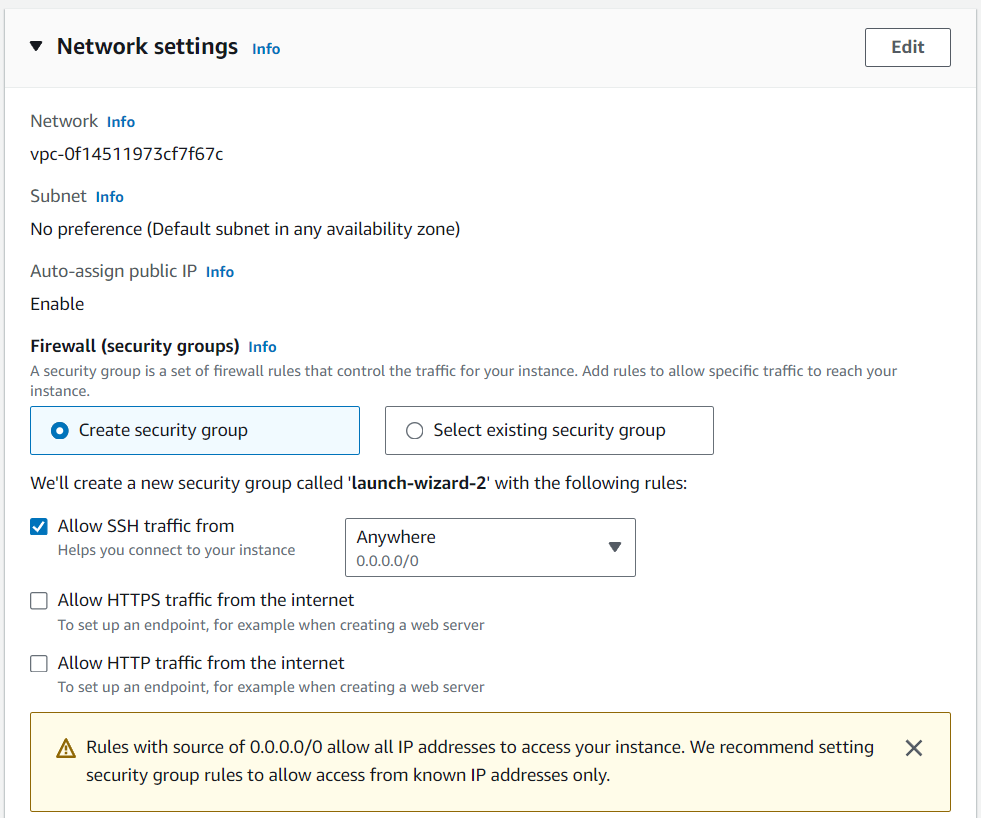 Network settings Info
Edit
Network Info
vpc-0f14511973cf7f67c
Subnet Info
No preference (Default subnet in any availability zone)
Auto-assign public IP Info
Enable
Firewall (security groups) Info
A security group is a set of firewall rules that control the traffic for your instance. Add rules to allow specific traffic to reach your
instance.
Create security group
Select existing security group
We'll create a new security group called 'launch-wizard-2' with the following rules:
Allow SSH traffic from
Helps you connect to your instance
Anywhere
0.0.0.0/0
Allow HTTPS traffic from the internet
To set up an endpoint, for example when creating a web server
Allow HTTP traffic from the internet
To set up an endpoint, for example when creating a web server
Rules with source of 0.0.0.0/0 allow all IP addresses to access your instance. We recommend setting
security group rules to allow access from known IP addresses only.